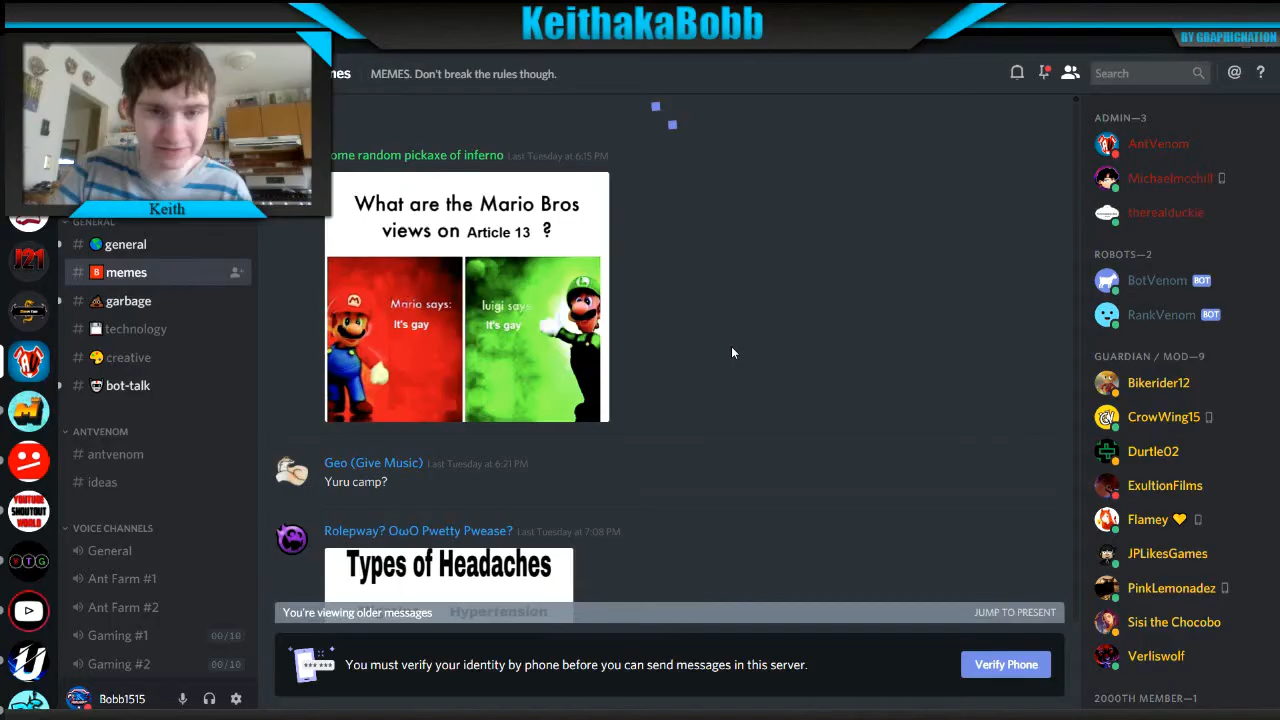 KeithakaBobb
BY GRAPHICNATION
MEMES. Don't break the rules though.
Search
@
?
Keith
ome random pickaxe of inferno Last Tuesday at 6:15 PM
What are the Mario Bros
views on Article 13 ?
Mario says:
It's gay
luigi says
It's gay
Geo (Give Music) Last Tuesday at 6:21 PM
Yuru camp?
Rolepway? OωO Pwetty Pwease? Last Tuesday at 7:08 PM
Types of Headaches
Hypertension
You're viewing older messages
JUMP TO PRESENT
You must verify your identity by phone before you can send messages in this server.
Verify Phone
GENERAL
# general
# B memes
# garbage
# technology
# creative
# bot-talk
ANTVENOM
# antvenom
# ideas
VOICE CHANNELS
General
Ant Farm #1
Ant Farm #2
Gaming #1 00/10
Gaming #2 00/10
Bobb1515
J21
YOUTUBE
SHOUTOUT
WORLD
ADMIN—3
AntVenom
Michaelmcchill
therealduckie
ROBOTS—2
BotVenom BOT
RankVenom BOT
GUARDIAN / MOD—9
Bikerider12
CrowWing15
Durtle02
ExultionFilms
Flamey
JPLikesGames
PinkLemonadez
Sisi the Chocobo
Verliswolf
2000TH MEMBER—1